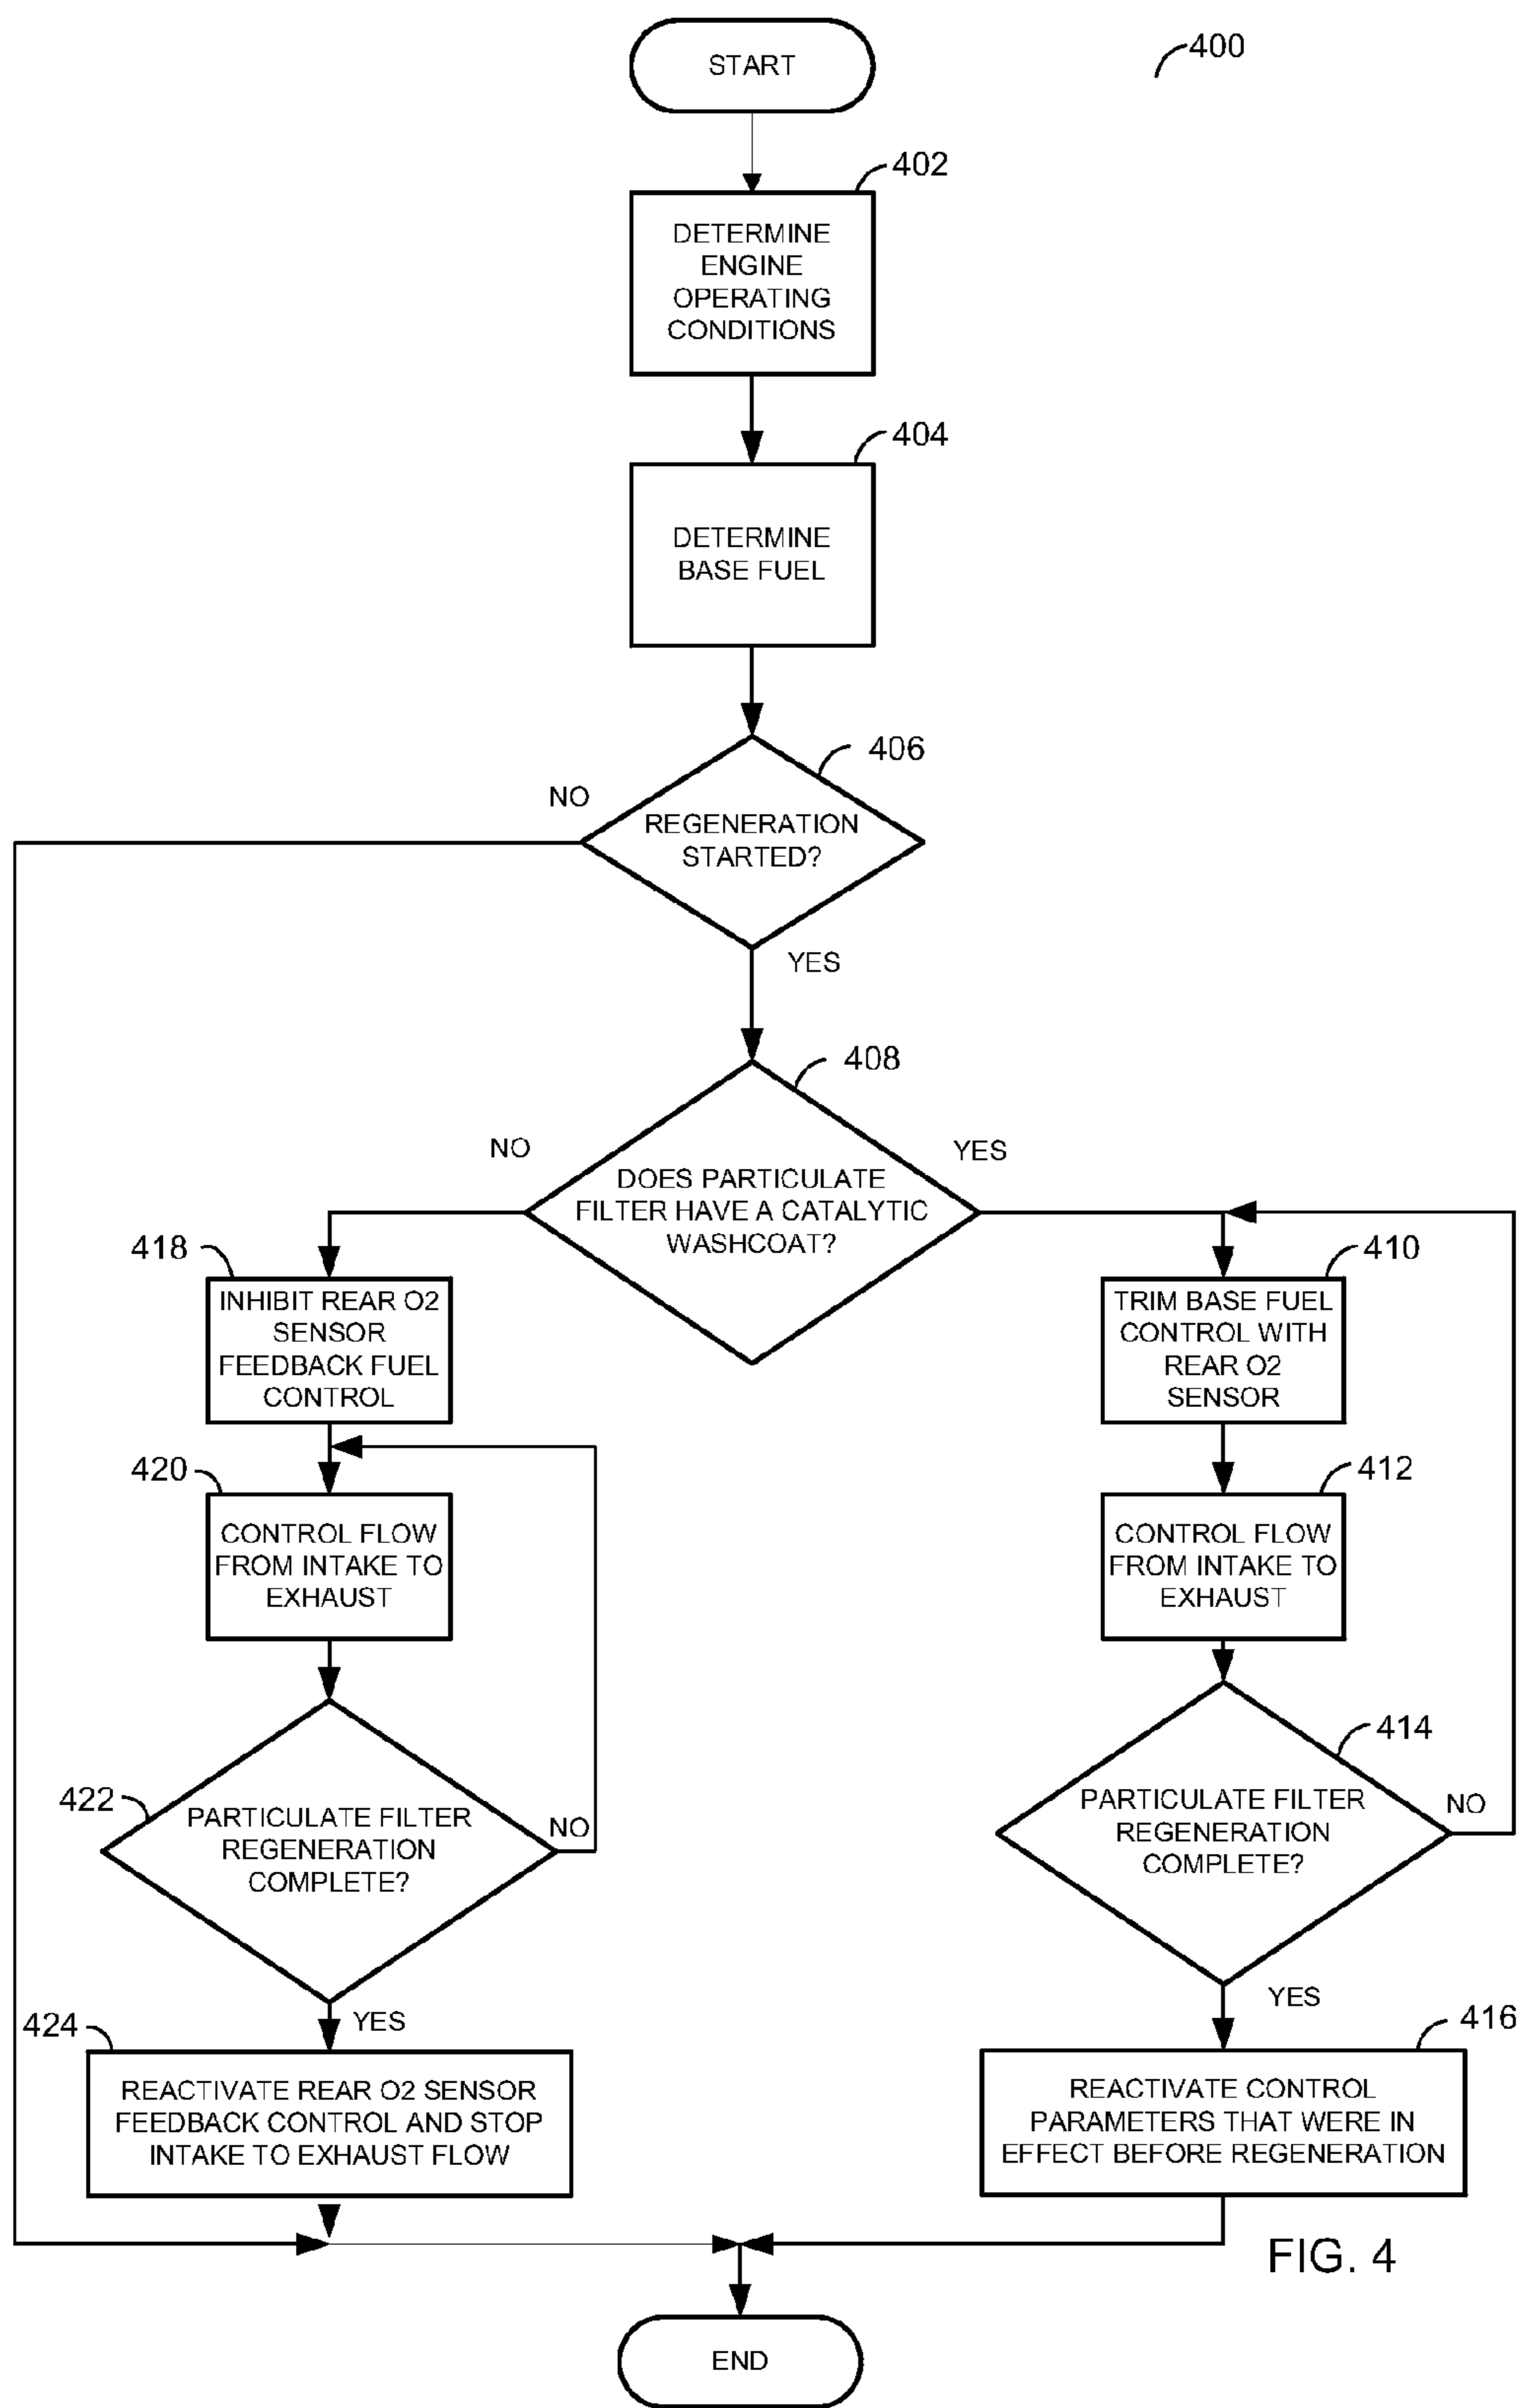 START
400
402
DETERMINE
ENGINE
OPERATING
CONDITIONS
404
DETERMINE
BASE FUEL
406
NO
REGENERATION
STARTED?
YES
408
NO
YES
DOES PARTICULATE
FILTER HAVE A CATALYTIC
WASHCOAT?
418
INHIBIT REAR O2
SENSOR
FEEDBACK FUEL
CONTROL
410
TRIM BASE FUEL
CONTROL WITH
REAR O2
SENSOR
420
CONTROL FLOW
FROM INTAKE TO
EXHAUST
412
CONTROL FLOW
FROM INTAKE TO
EXHAUST
422
PARTICULATE FILTER
REGENERATION
COMPLETE?
NO
414
PARTICULATE FILTER
REGENERATION
COMPLETE?
NO
YES
YES
424
REACTIVATE REAR O2 SENSOR
FEEDBACK CONTROL AND STOP
INTAKE TO EXHAUST FLOW
416
REACTIVATE CONTROL
PARAMETERS THAT WERE IN
EFFECT BEFORE REGENERATION
FIG. 4
END